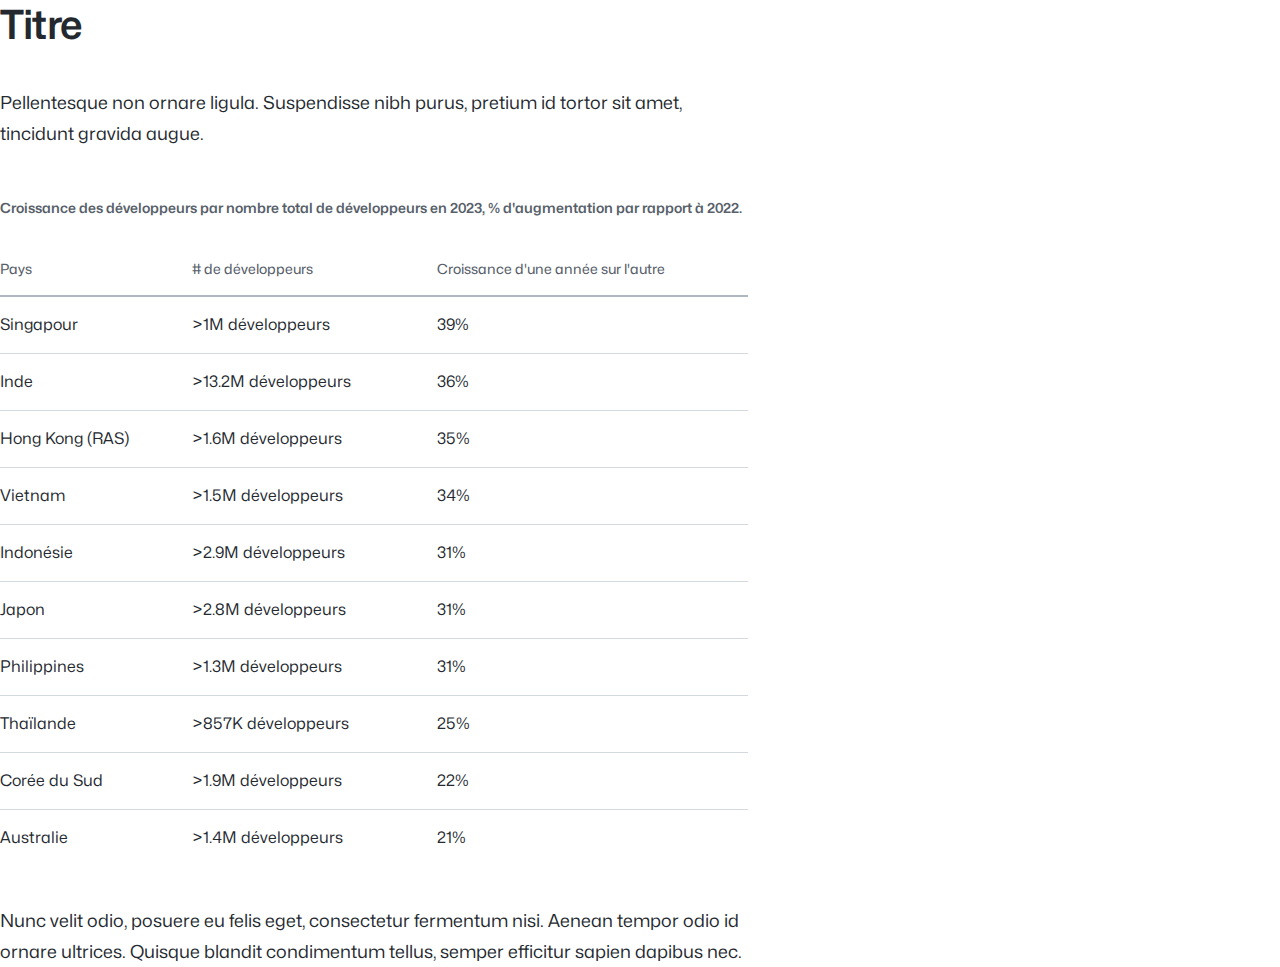 Titre
Pellentesque non ornare ligula. Suspendisse nibh purus, pretium id tortor sit amet,
tincidunt gravida augue.
Croissance des développeurs par nombre total de développeurs en 2023, % d'augmentation par rapport à 2022.
Pays # de développeurs Croissance d'une année sur l'autre
Singapour >1M développeurs 39%
Inde >13.2M développeurs 36%
Hong Kong (RAS) >1.6M développeurs 35%
Vietnam >1.5M développeurs 34%
Indonésie >2.9M développeurs 31%
Japon >2.8M développeurs 31%
Philippines >1.3M développeurs 31%
Thaïlande >857K développeurs 25%
Corée du Sud >1.9M développeurs 22%
Australie >1.4M développeurs 21%
Nunc velit odio, posuere eu felis eget, consectetur fermentum nisi. Aenean tempor odio id
ornare ultrices. Quisque blandit condimentum tellus, semper efficitur sapien dapibus nec.